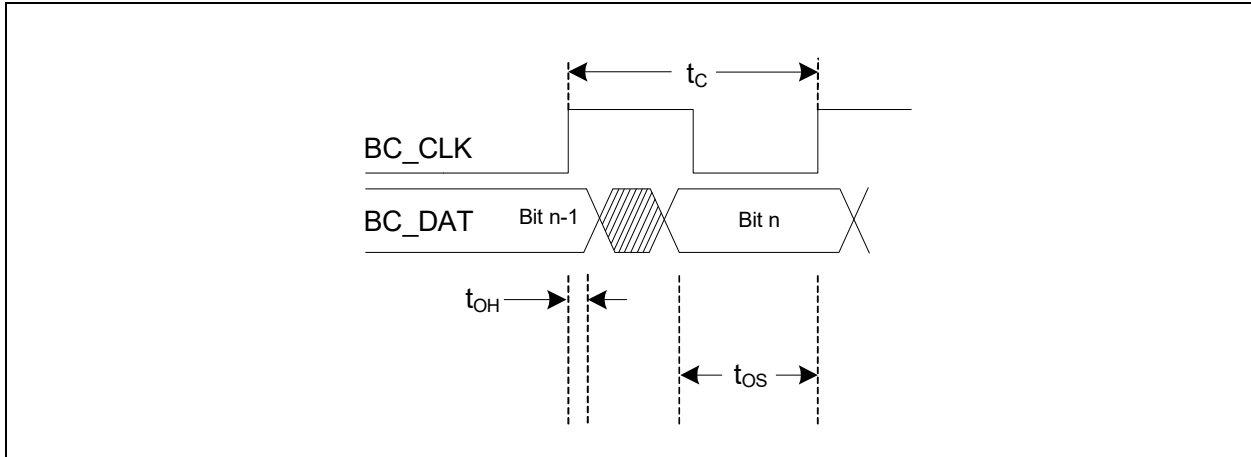 tC
BC_CLK
BC_DAT
Bit n-1
Bit n
tOH
tOS